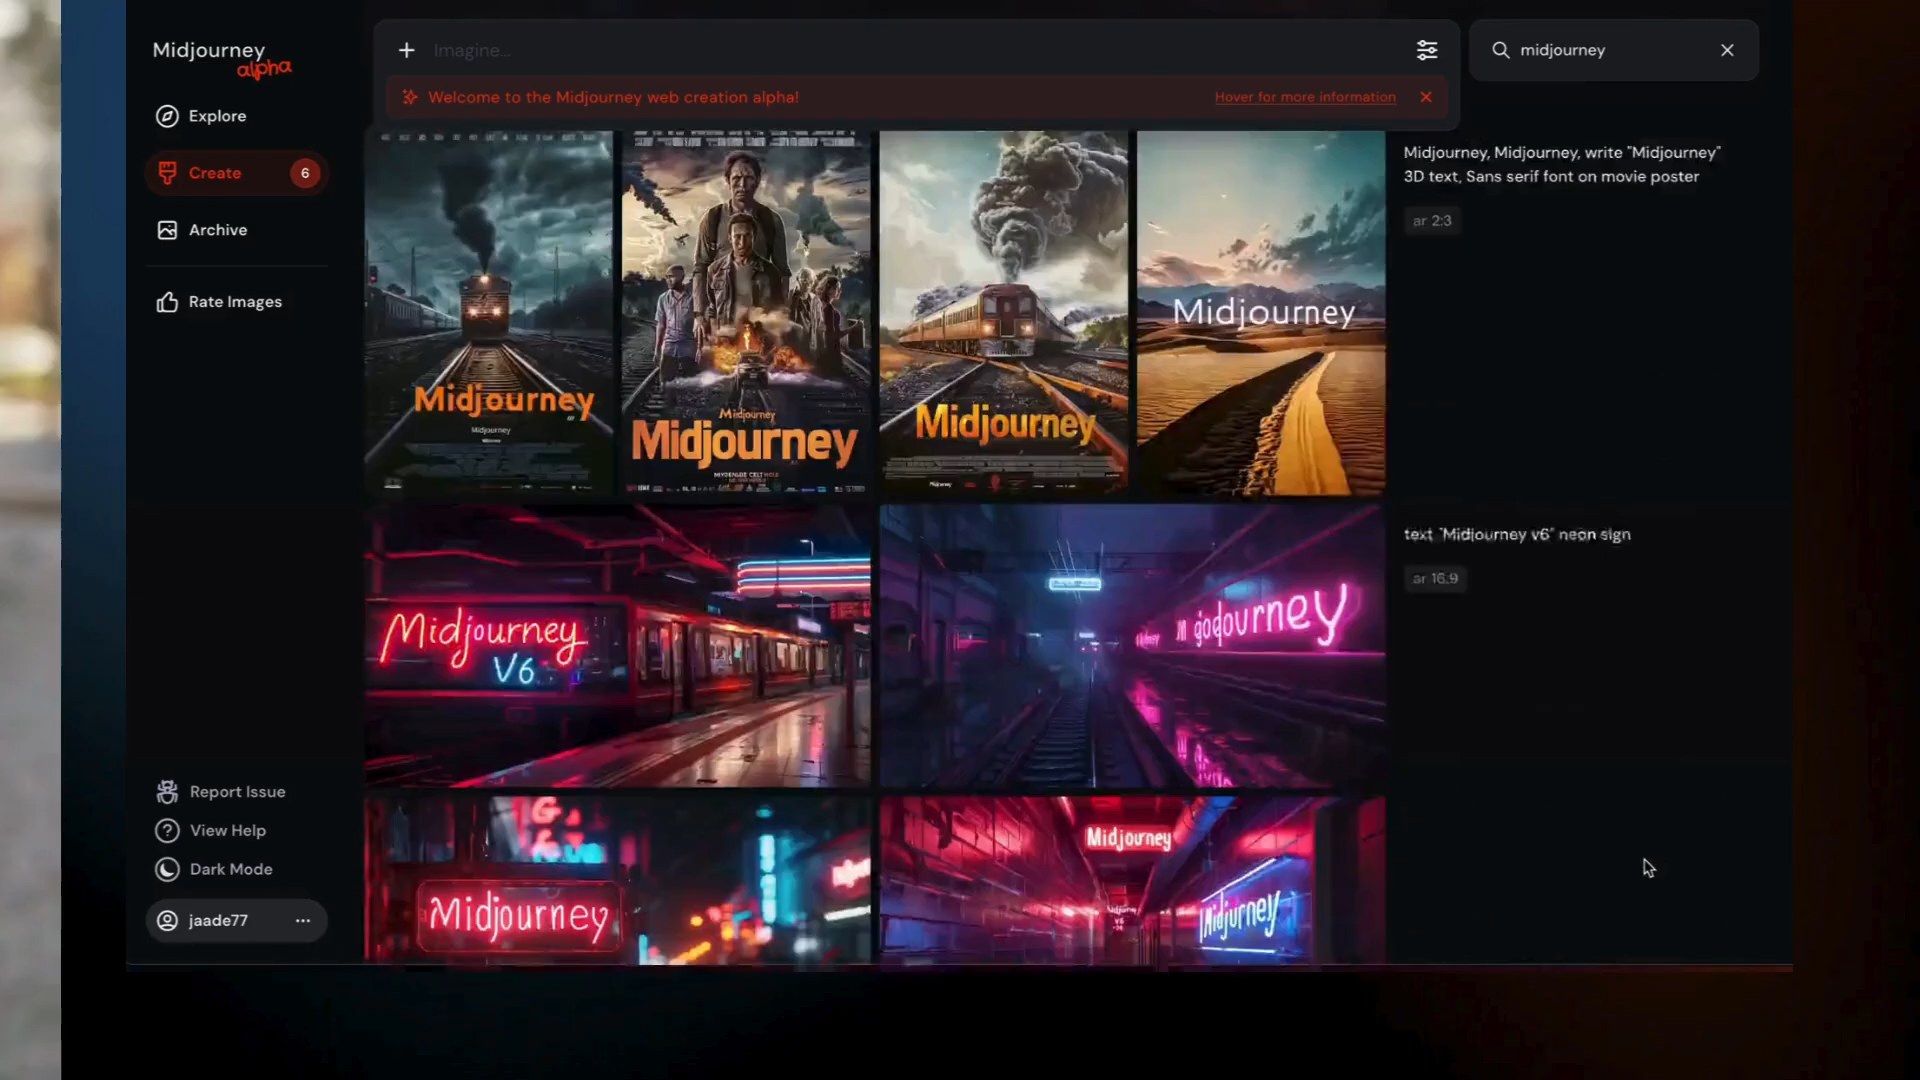 Midjourney
alpha
Imagine...
midjourney
Welcome to the Midjourney web creation alpha!
Hover for more information
Explore
Create
6
Archive
Rate Images
Midjourney, Midjourney, write "Midjourney"
3D text, Sans serif font on movie poster
ar 2:3
Midjourney
Midjourney
Midjourney
Midjourney
Midjourney
Midjourney
text "Midjourney v6" neon sign
ar 16:9
Midjourney
V6
godourney
Midjourney
Midjourney
Midjourney
Report Issue
View Help
Dark Mode
jaade77